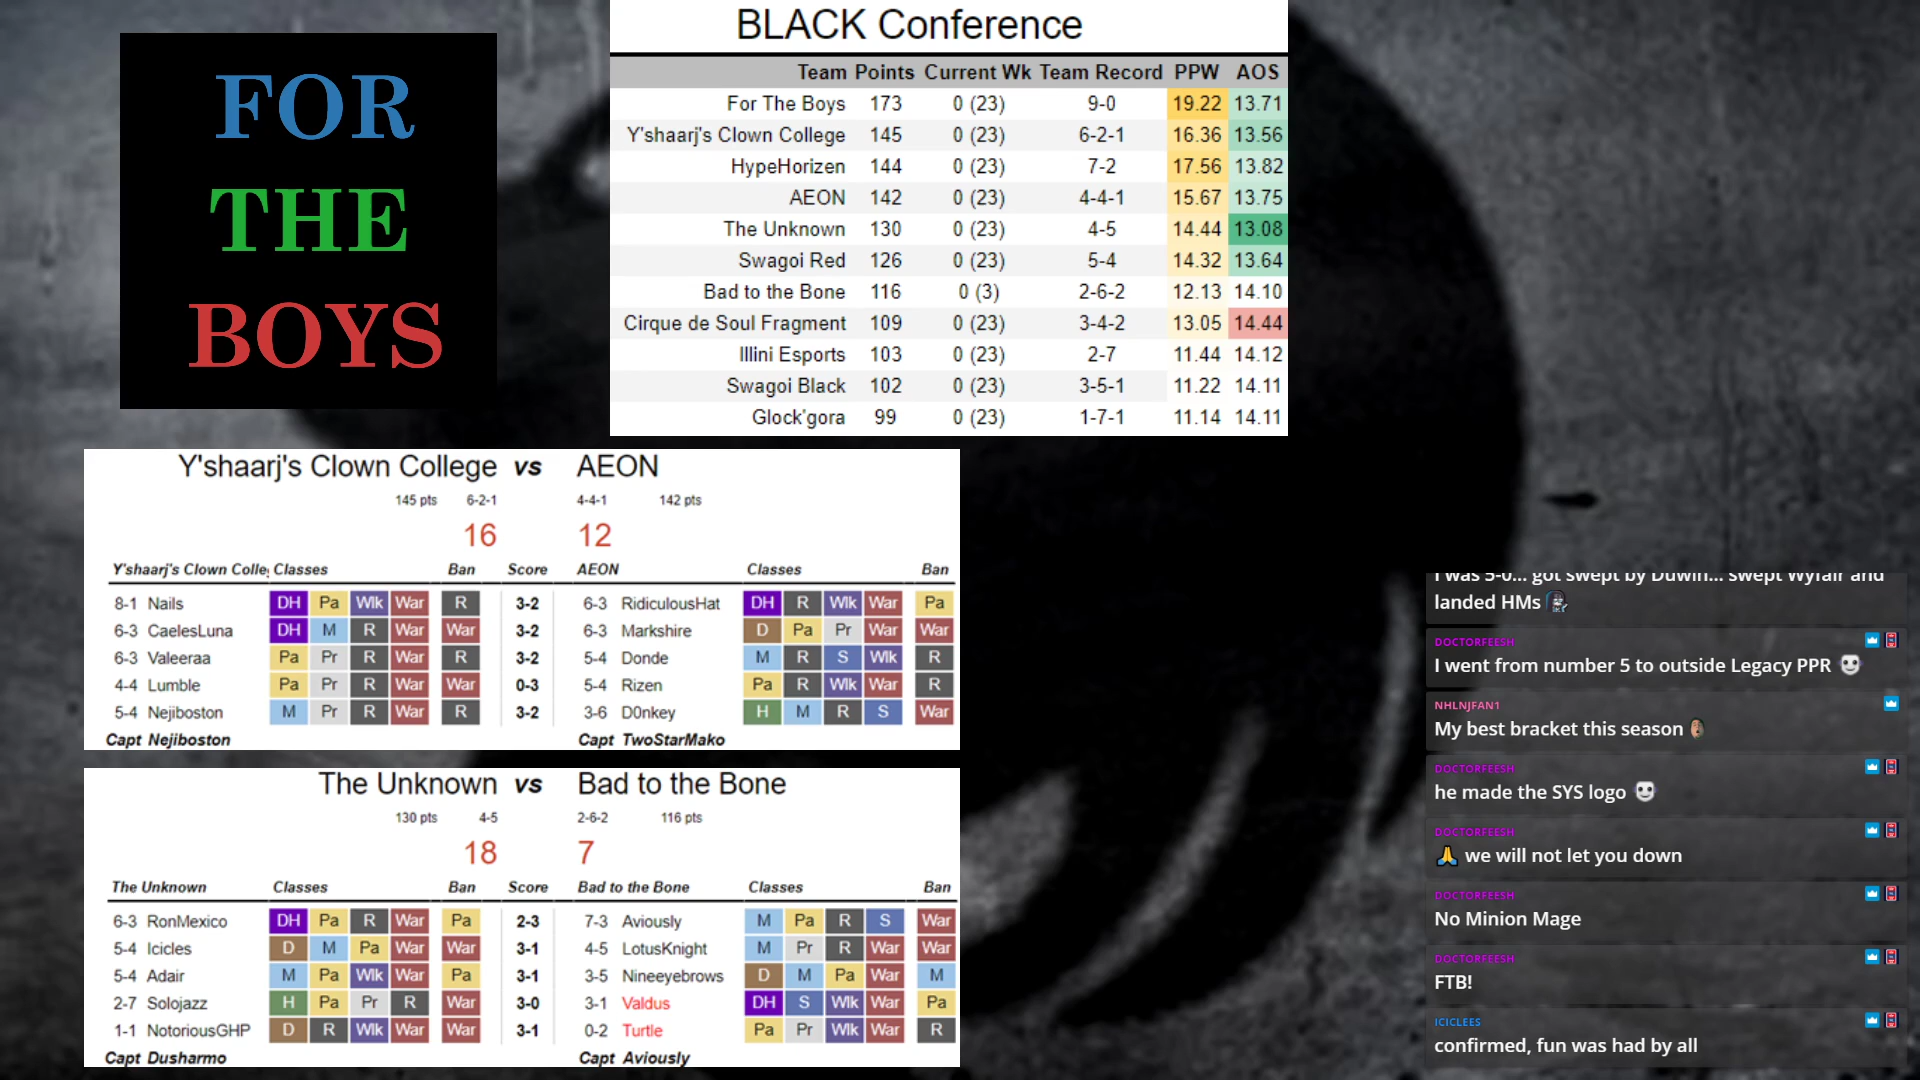 FOR
THE
BOYS
BLACK Conference
Team Points Current Wk Team Record PPW AOS
For The Boys 173 0 (23) 9-0 19.22 13.71
Y'shaarj's Clown College 145 0 (23) 6-2-1 16.36 13.56
HypeHorizen 144 0 (23) 7-2 17.56 13.82
AEON 142 0 (23) 4-4-1 15.67 13.75
The Unknown 130 0 (23) 4-5 14.44 13.08
Swagoi Red 126 0 (23) 5-4 14.32 13.64
Bad to the Bone 116 0 (3) 2-6-2 12.13 14.10
Cirque de Soul Fragment 109 0 (23) 3-4-2 13.05 14.44
Illini Esports 103 0 (23) 2-7 11.44 14.12
Swagoi Black 102 0 (23) 3-5-1 11.22 14.11
Glock'gora 99 0 (23) 1-7-1 11.14 14.11
Y'shaarj's Clown College vs AEON
145 pts 6-2-1 4-4-1 142 pts
16 12
Y'shaarj's Clown Colle Classes Ban Score AEON Classes Ban
8-1 Nails DH Pa Wlk War R 3-2 6-3 RidiculousHat DH R Wlk War Pa
6-3 CaelesLuna DH M R War War 3-2 6-3 Markshire D Pa Pr War War
6-3 Valeeraa Pa Pr R War R 3-2 5-4 Donde M R S Wlk R
4-4 Lumble Pa Pr R War War 0-3 5-4 Rizen Pa R Wlk War R
5-4 Nejiboston M Pr R War R 3-2 3-6 D0nkey H M R S War
Capt Nejiboston Capt TwoStarMako
The Unknown vs Bad to the Bone
130 pts 4-5 2-6-2 116 pts
18 7
The Unknown Classes Ban Score Bad to the Bone Classes Ban
6-3 RonMexico DH Pa R War Pa 2-3 7-3 Aviously M Pa R S War
5-4 Icicles D M Pa War War 3-1 4-5 LotusKnight M Pr R War War
5-4 Adair M Pa Wlk War Pa 3-1 3-5 Nineeyebrows D M Pa War M
2-7 Solojazz H Pa Pr R War 3-0 3-1 Valdus DH S Wlk War Pa
1-1 NotoriousGHP D R Wlk War War 3-1 0-2 Turtle Pa Pr Wlk War R
Capt Dusharmo Capt Aviously
I was 5-0... got swept by Duwin... swept Wyfair and
landed HMs
DOCTORFEESH
I went from number 5 to outside Legacy PPR
NHLNJFAN1
My best bracket this season
DOCTORFEESH
he made the SYS logo
DOCTORFEESH
🙏 we will not let you down
DOCTORFEESH
No Minion Mage
DOCTORFEESH
FTB!
ICICLEES
confirmed, fun was had by all